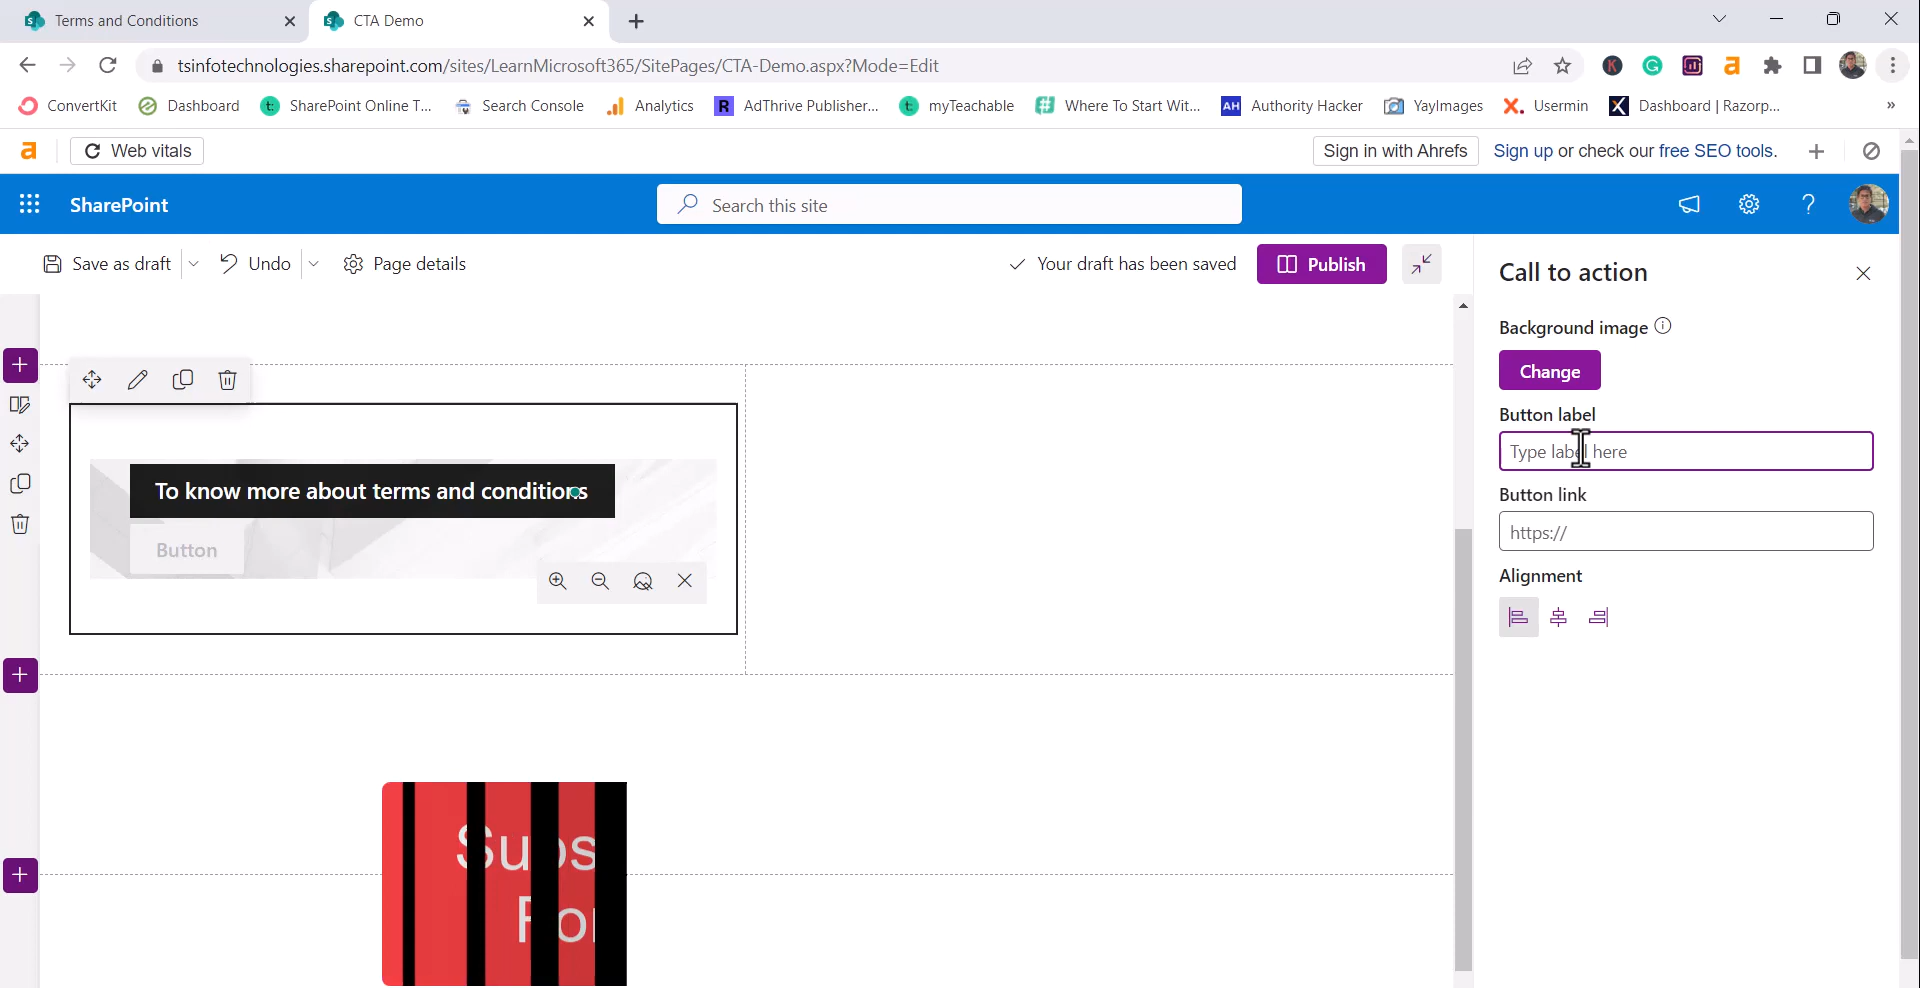 Terms and Conditions
CTA Demo
tsinfotechnologies.sharepoint.com/sites/LearnMicrosoft365/SitePages/CTA-Demo.aspx?Mode=Edit
ConvertKit Dashboard SharePoint Online T... Search Console Analytics AdThrive Publisher... myTeachable Where To Start Wit... Authority Hacker YayImages Usermin Dashboard | Razorp...
Web vitals
Sign in with Ahrefs Sign up or check our free SEO tools.
SharePoint
Search this site
Save as draft Undo Page details
Your draft has been saved
Publish
Call to action
Background image
Change
Button label
Type label here
Button link
https://
Alignment
To know more about terms and conditions
Button